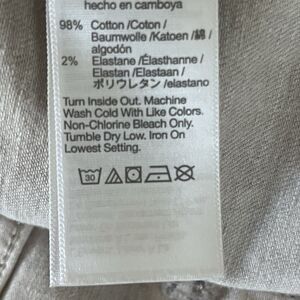 hecho en camboya
98% Cotton /Coton /
Baumwolle /Katoen /綿 /
algodón
2% Elastane /Élasthanne /
Elastan /Elastaan /
ポリウレタン /elastano
Turn Inside Out. Machine
Wash Cold With Like Colors.
Non-Chlorine Bleach Only.
Tumble Dry Low. Iron On
Lowest Setting.
30